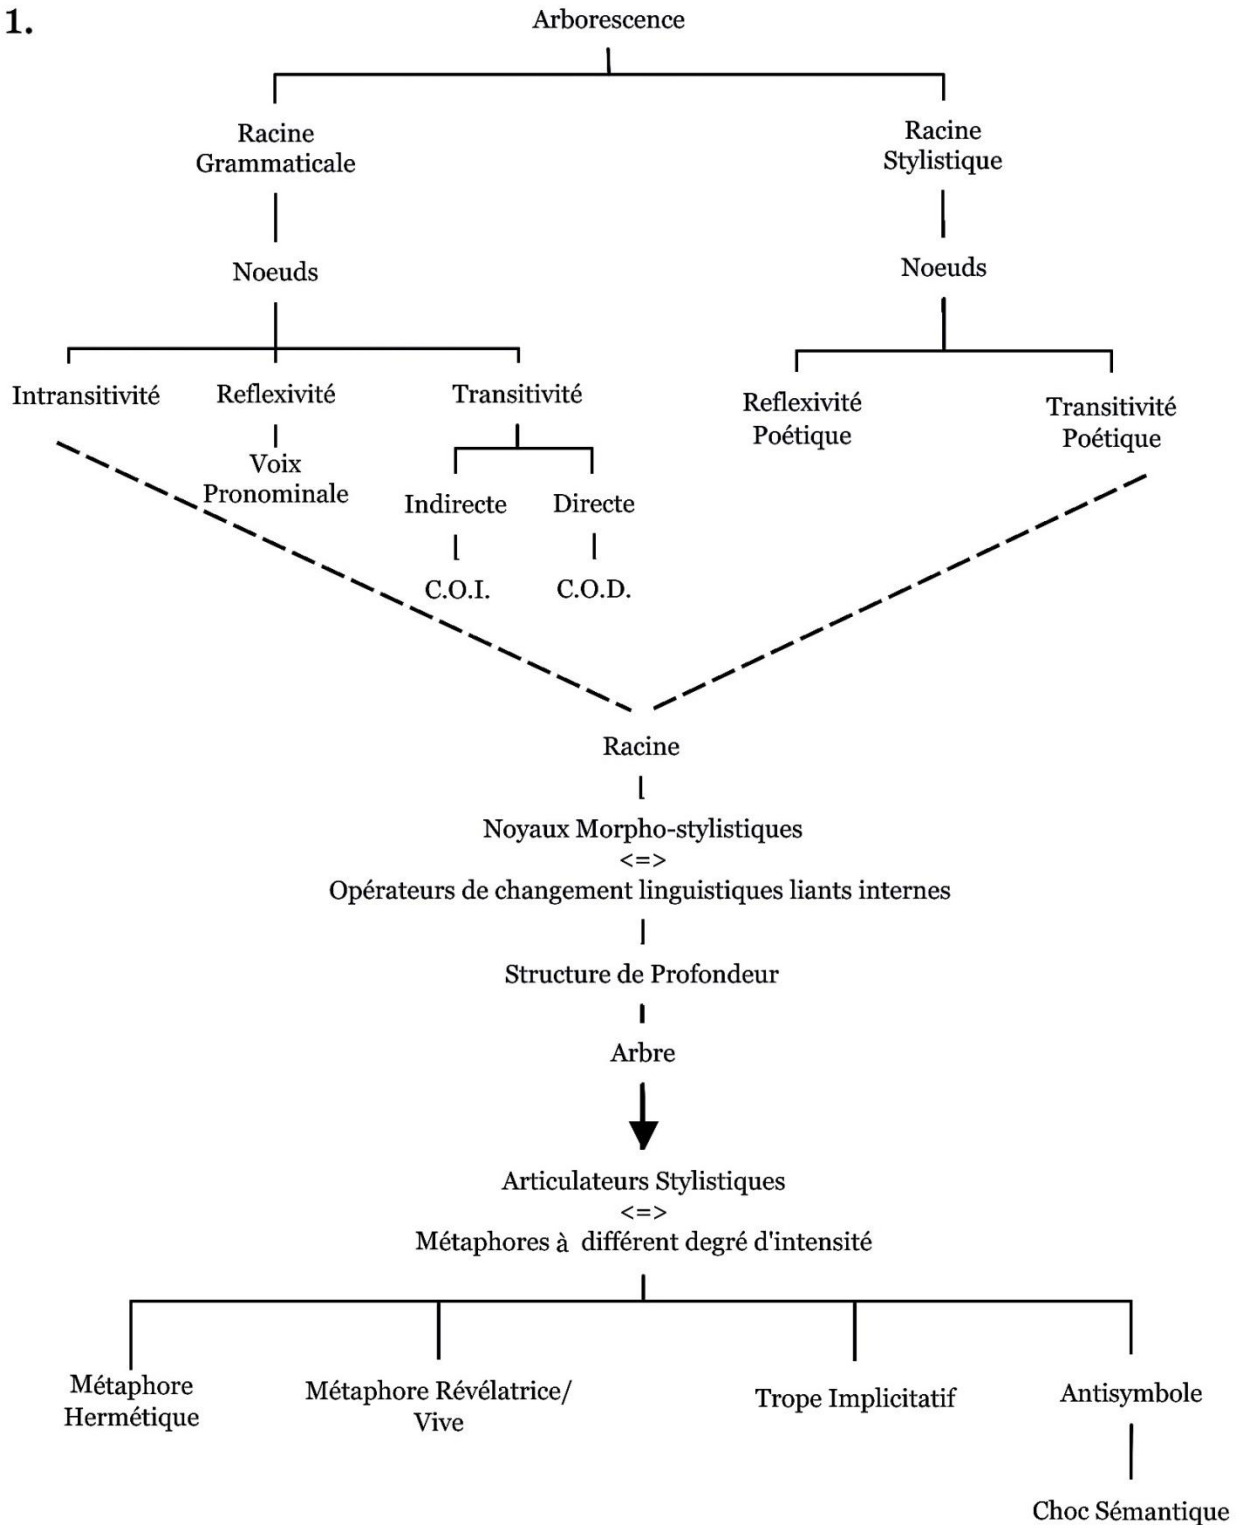 1.
Arborescence
Racine
Grammaticale
Racine
Stylistique
Noeuds
Noeuds
Intransitivité
Reflexivité
Transitivité
Reflexivité
Poétique
Transitivité
Poétique
Voix
Pronominale
Indirecte
Directe
C.O.I.
C.O.D.
Racine
Noyaux Morpho-stylistiques
<=>
Opérateurs de changement linguistiques liants internes
Structure de Profondeur
Arbre
Articulateurs Stylistiques
<=>
Métaphores à différent degré d'intensité
Métaphore
Hermétique
Métaphore Révélatrice/
Vive
Trope Implicitatif
Antisymbole
Choc Sémantique